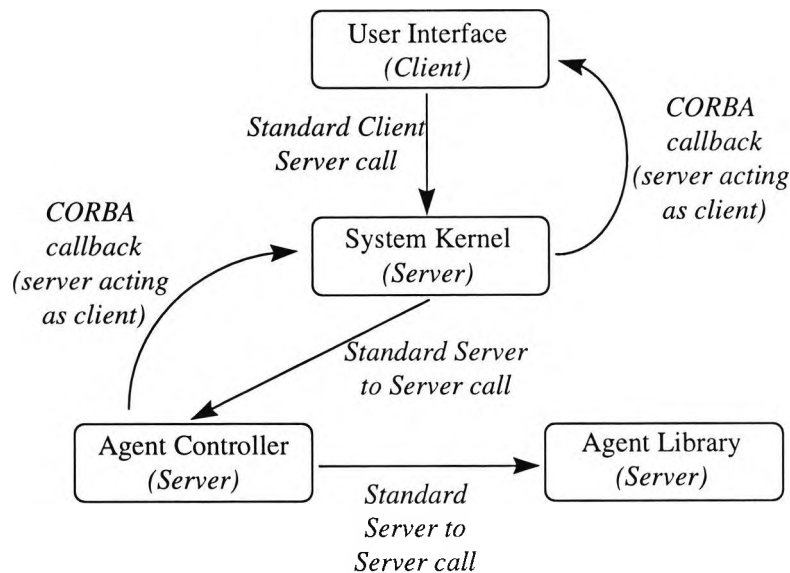 User Interface
(Client)
Standard Client
Server call
CORBA
callback
(server acting
as client)
System Kernel
(Server)
CORBA
callback
(server acting
as client)
Standard Server
to Server call
Agent Controller
(Server)
Standard
Server to
Server call
Agent Library
(Server)